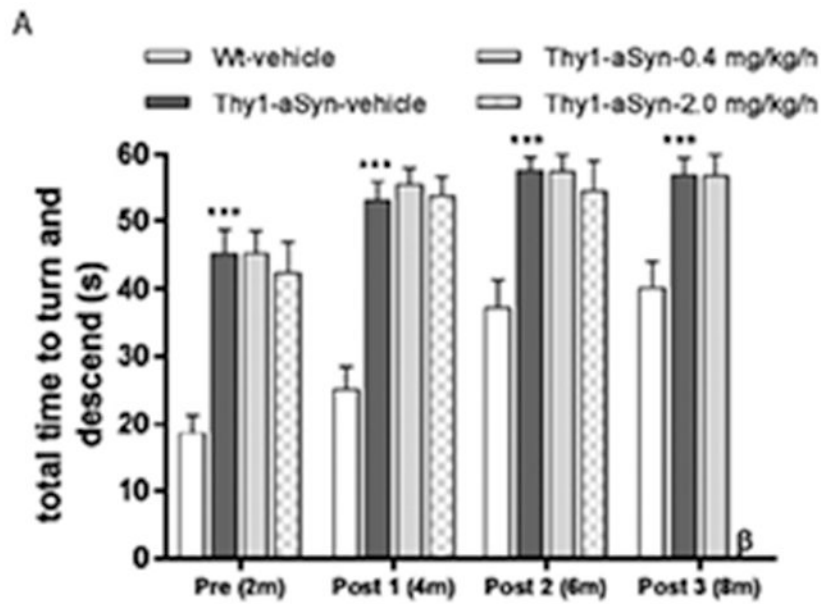 A
Wt-vehicle
Thy1-aSyn-0.4 mg/kg/h
Thy1-aSyn-vehicle
Thy1-aSyn-2.0 mg/kg/h
total time to turn and
descend (s)
60
50
40
30
20
10
0
***
***
***
***
β
Pre (2m)
Post 1 (4m)
Post 2 (6m)
Post 3 (8m)